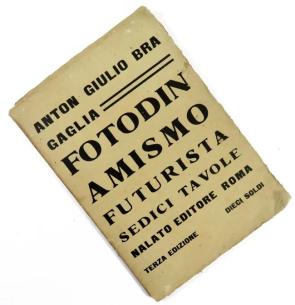 ANTON GIULIO BRA
GAGLIA
FOTODIN
AMISMO
FUTURISTA
SEDICI TAVOLE
NALATO EDITORE ROMA
TERZA EDIZIONE DIECI SOLDI